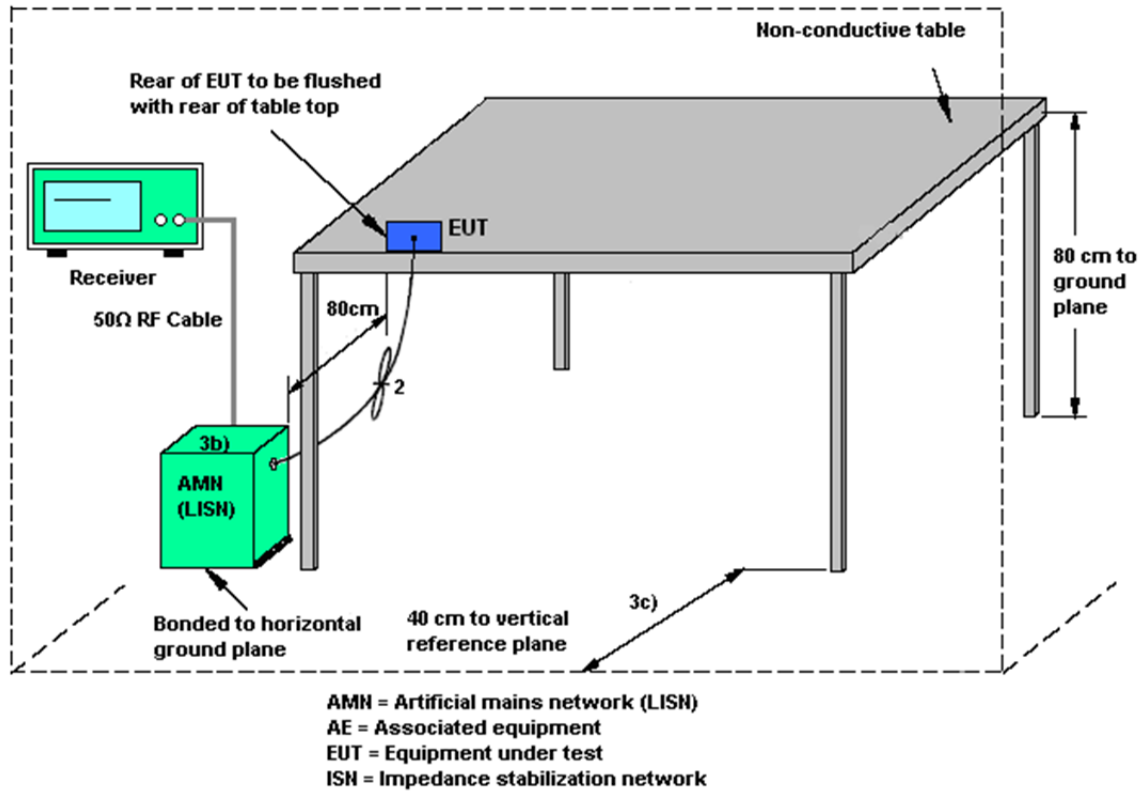 Non-conductive table
Rear of EUT to be flushed
with rear of table top
EUT
Receiver
80cm
80 cm to
ground
plane
50Ω RF Cable
2
3b)
AMN
(LISN)
3c)
Bonded to horizontal
ground plane
40 cm to vertical
reference plane
AMN = Artificial mains network (LISN)
AE = Associated equipment
EUT = Equipment under test
ISN = Impedance stabilization network